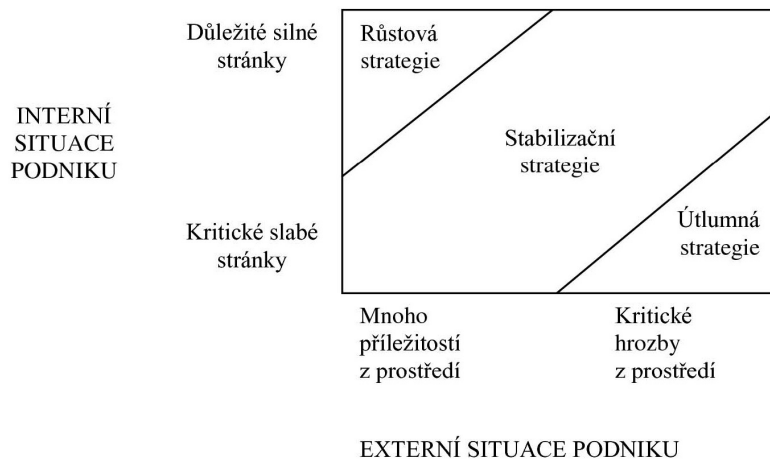 Důležité silné
stránky
Růstová
strategie
INTERNÍ
SITUACE
PODNIKU
Stabilizační
strategie
Kritické slabé
stránky
Útlumná
strategie
Mnoho
příležitostí
z prostředí
Kritické
hrozby
z prostředí
EXTERNÍ SITUACE PODNIKU